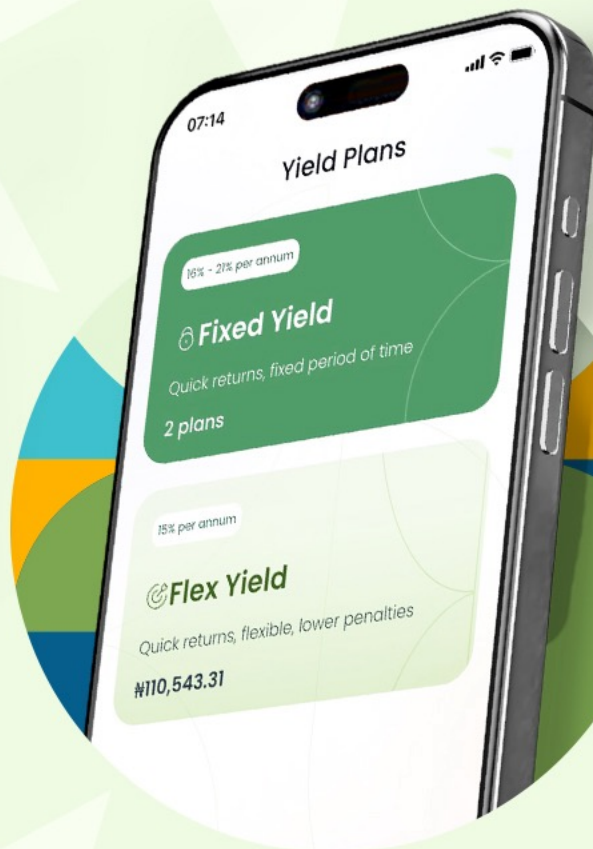 07:14
Yield Plans
16% - 21% per annum
Fixed Yield
Quick returns, fixed period of time
2 plans
15% per annum
Flex Yield
Quick returns, flexible, lower penalties
₦110,543.31